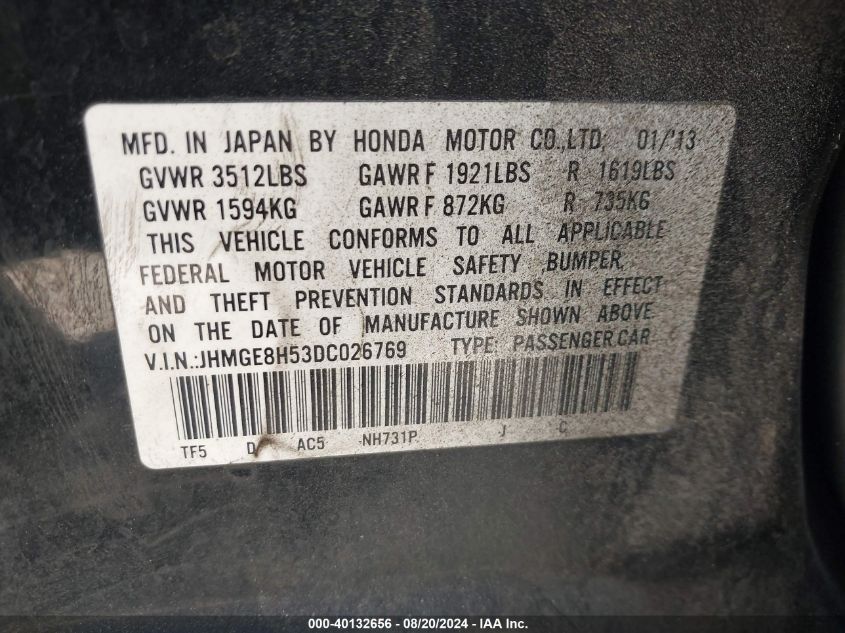 MFD. IN JAPAN BY HONDA MOTOR CO.,LTD. 01/'13
GVWR 3512LBS GAWR F 1921LBS R 1619LBS
GVWR 1594KG GAWR F 872KG R 735KG
THIS VEHICLE CONFORMS TO ALL APPLICABLE
FEDERAL MOTOR VEHICLE SAFETY ,BUMPER,
AND THEFT PREVENTION STANDARDS IN EFFECT
ON THE DATE OF MANUFACTURE SHOWN ABOVE
V.I.N.:JHMGE8H53DC026769 TYPE: PASSENGER CAR
TF5 D AC5 NH731P J C
000-40132656 - 08/20/2024 - IAA Inc.